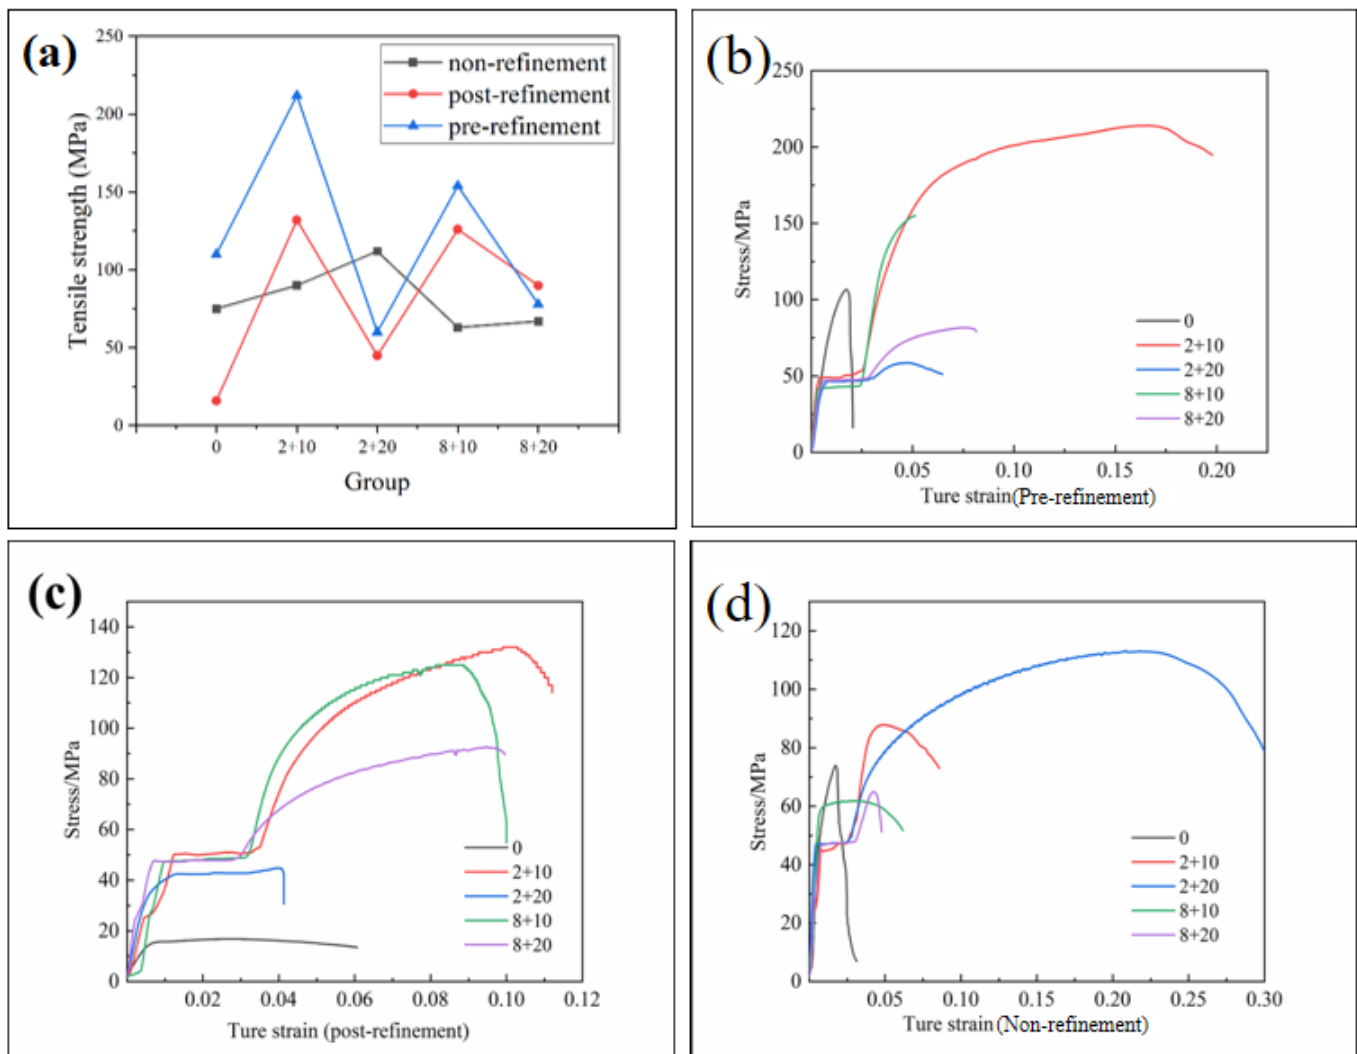 (a)
250
200
150
100
50
0
Tensile strength (MPa)
non-refinement
post-refinement
pre-refinement
0 2+10 2+20 8+10 8+20
Group
(b)
250
200
150
100
50
0
Stress/MPa
0
2+10
2+20
8+10
8+20
0.05 0.10 0.15 0.20
Ture strain(Pre-refinement)
(c)
140
120
100
80
60
40
20
0
Stress/MPa
0
2+10
2+20
8+10
8+20
0.02 0.04 0.06 0.08 0.10 0.12
Ture strain (post-refinement)
(d)
120
100
80
60
40
20
0
Stress/MPa
0
2+10
2+20
8+10
8+20
0.05 0.10 0.15 0.20 0.25 0.30
Ture strain(Non-refinement)